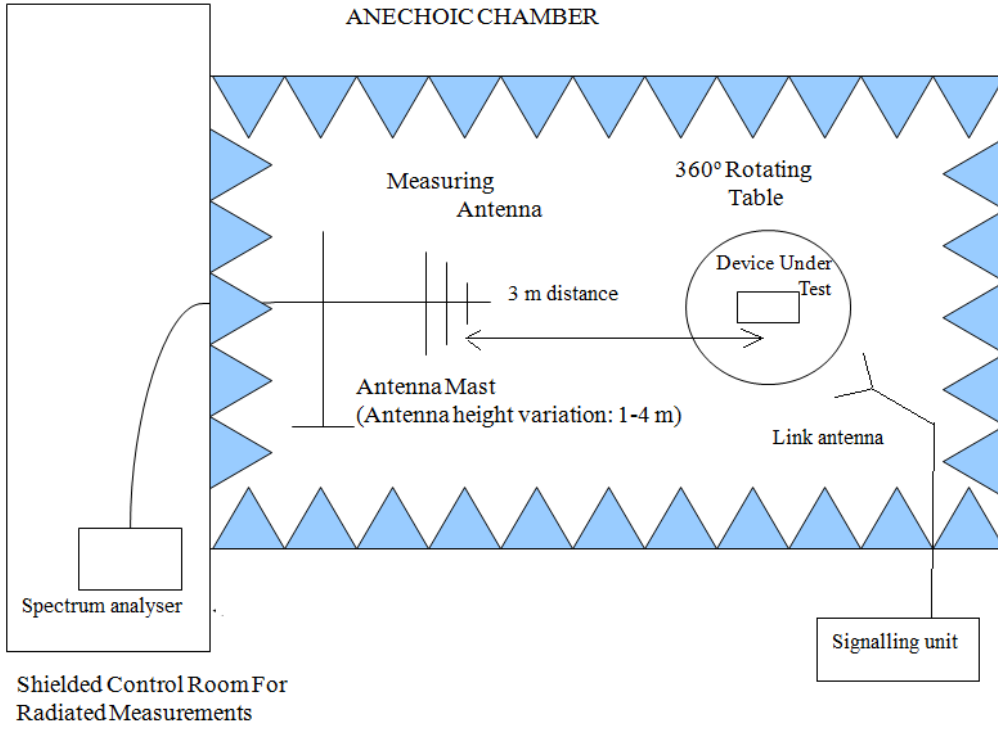 ANECHOIC CHAMBER
360º Rotating
Table
Measuring
Antenna
Device Under
Test
3 m distance
Antenna Mast
(Antenna height variation: 1-4 m)
Link antenna
Spectrum analyser
Signalling unit
Shielded Control Room For
Radiated Measurements